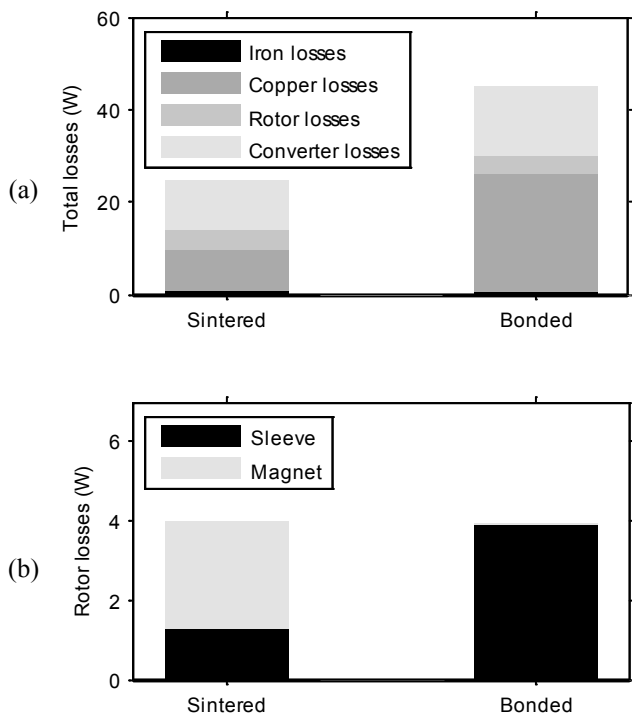 (a)
Total losses (W)
60
40
20
0
Iron losses
Copper losses
Rotor losses
Converter losses
Sintered
Bonded
(b)
Rotor losses (W)
6
4
2
0
Sleeve
Magnet
Sintered
Bonded